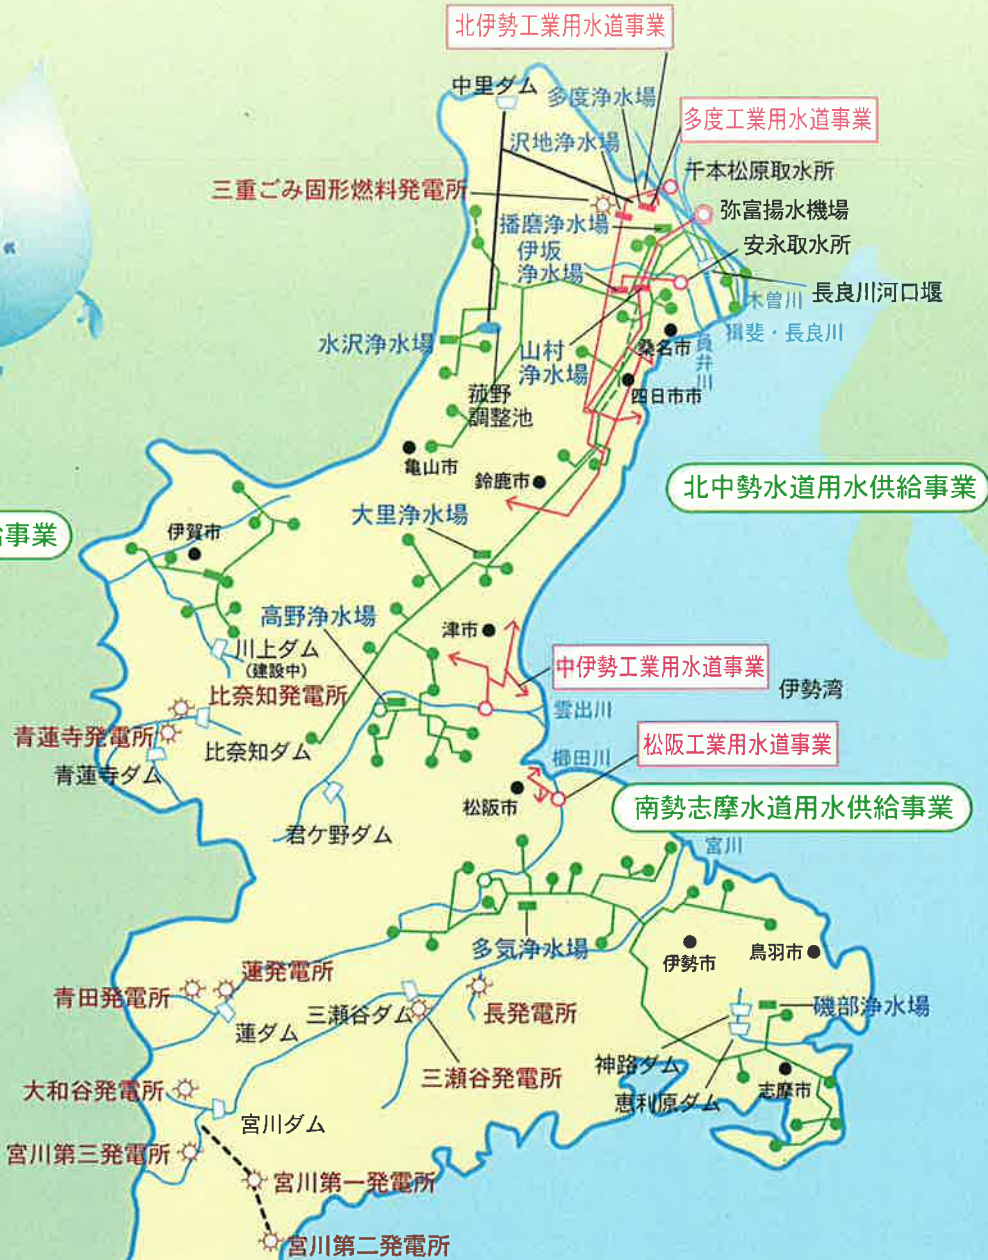 北伊勢工業用水道事業
中里ダム
多度浄水場
多度工業用水道事業
沢地浄水場
千本松原取水所
三重ごみ固形燃料発電所
弥富揚水機場
播磨浄水場
安永取水所
伊坂
浄水場
長良川河口堰
木曽川
揖斐・長良川
員弁川
水沢浄水場
山村
浄水場
桑名市
四日市市
菰野
調整池
亀山市
鈴鹿市
北中勢水道用水供給事業
大里浄水場
給事業
伊賀市
高野浄水場
津市
川上ダム
(建設中)
中伊勢工業用水道事業
伊勢湾
比奈知発電所
雲出川
青蓮寺発電所
比奈知ダム
松阪工業用水道事業
櫛田川
青蓮寺ダム
松阪市
南勢志摩水道用水供給事業
君ケ野ダム
宮川
多気浄水場
伊勢市
鳥羽市
蓮発電所
青田発電所
三瀬谷ダム
長発電所
磯部浄水場
蓮ダム
神路ダム
三瀬谷発電所
大和谷発電所
恵利原ダム
志摩市
宮川ダム
宮川第三発電所
宮川第一発電所
宮川第二発電所